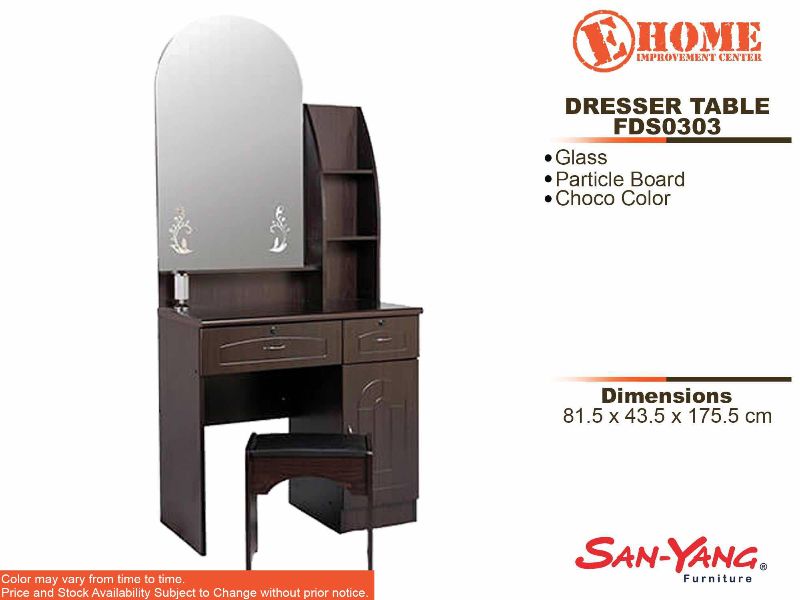 E HOME
IMPROVEMENT CENTER
DRESSER TABLE
FDS0303
•Glass
•Particle Board
•Choco Color
Dimensions
81.5 x 43.5 x 175.5 cm
SAN-YANG®
Furniture
Color may vary from time to time.
Price and Stock Availability Subject to Change without prior notice.